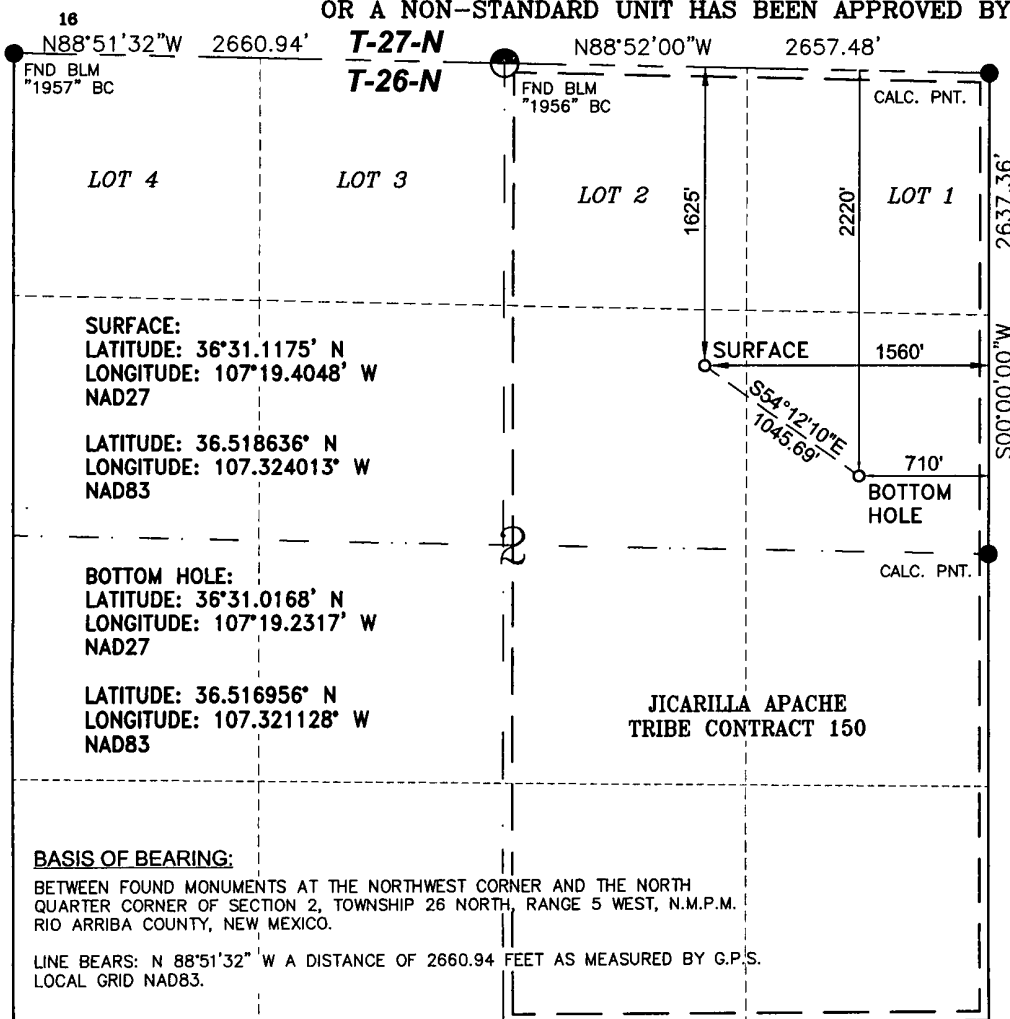 OR A NON-STANDARD UNIT HAS BEEN APPROVED BY
16
N88°51'32"W 2660.94' T-27-N N88°52'00"W 2657.48'
T-26-N
FND BLM
"1957" BC
FND BLM
"1956" BC
CALC. PNT.
LOT 4 LOT 3 LOT 2 LOT 1
1625'
2220'
2637.36'
S00°00'00"W
SURFACE:
LATITUDE: 36°31.1175' N
LONGITUDE: 107°19.4048' W
NAD27
LATITUDE: 36.518636° N
LONGITUDE: 107.324013° W
NAD83
SURFACE 1560'
S54°12'10"E
1045.69'
710'
BOTTOM
HOLE
2
CALC. PNT.
BOTTOM HOLE:
LATITUDE: 36°31.0168' N
LONGITUDE: 107°19.2317' W
NAD27
LATITUDE: 36.516956° N
LONGITUDE: 107.321128° W
NAD83
JICARILLA APACHE
TRIBE CONTRACT 150
BASIS OF BEARING:
BETWEEN FOUND MONUMENTS AT THE NORTHWEST CORNER AND THE NORTH
QUARTER CORNER OF SECTION 2, TOWNSHIP 26 NORTH, RANGE 5 WEST, N.M.P.M.
RIO ARRIBA COUNTY, NEW MEXICO.
LINE BEARS: N 88°51'32" W A DISTANCE OF 2660.94 FEET AS MEASURED BY G.P.S.
LOCAL GRID NAD83.